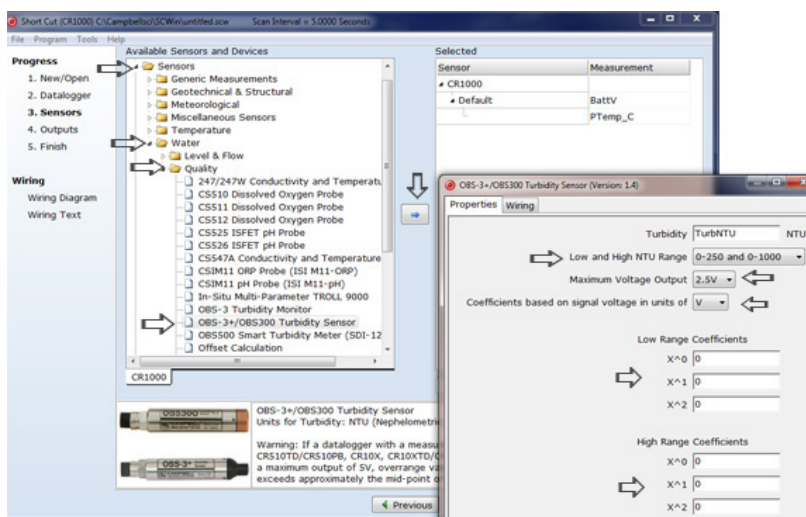 Short Cut (CR1000) C:\Campbellsci\SCWin\untitled.scw Scan Interval = 5.0000 Seconds
File Program Tools Help
Progress
1. New/Open
2. Datalogger
3. Sensors
4. Outputs
5. Finish
Wiring
Wiring Diagram
Wiring Text
Available Sensors and Devices
Sensors
Generic Measurements
Geotechnical & Structural
Meteorological
Miscellaneous Sensors
Temperature
Water
Level & Flow
Quality
247/247W Conductivity and Temperatu
CS510 Dissolved Oxygen Probe
CS511 Dissolved Oxygen Probe
CS512 Dissolved Oxygen Probe
CS525 ISFET pH Probe
CS526 ISFET pH Probe
CS547A Conductivity and Temperature
CSIM11 ORP Probe (ISI M11-ORP)
CSIM11 pH Probe (ISI M11-pH)
In-Situ Multi-Parameter TROLL 9000
OBS-3 Turbidity Monitor
OBS-3+/OBS300 Turbidity Sensor
OBS500 Smart Turbidity Meter (SDI-12
Offset Calculation
CR1000
Selected
Sensor Measurement
CR1000
Default BattV
PTemp_C
OBS300
OBS-3+
OBS-3+/OBS300 Turbidity Sensor
Units for Turbidity: NTU (Nephelometri
Warning: If a datalogger with a measu
CR510TD/CR510PB, CR10X, CR10XTD/C
a maximum output of 5V, overrange va
exceeds approximately the mid-point o
Previous
OBS-3+/OBS300 Turbidity Sensor (Version: 1.4)
Properties Wiring
Turbidity TurbNTU NTU
Low and High NTU Range 0-250 and 0-1000
Maximum Voltage Output 2.5V
Coefficients based on signal voltage in units of V
Low Range Coefficients
X^0 0
X^1 0
X^2 0
High Range Coefficients
X^0 0
X^1 0
X^2 0